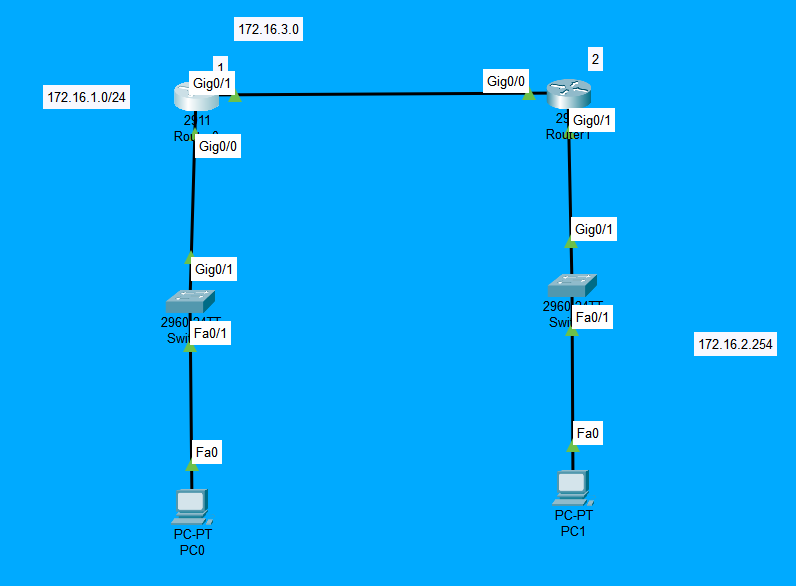 172.16.3.0
1
2
Gig0/1
Gig0/0
172.16.1.0/24
2911
Gig0/1
Router1
Gig0/0
Gig0/1
Gig0/1
Fa0/1
Fa0/1
172.16.2.254
Fa0
Fa0
PC-PT
PC0
PC-PT
PC1